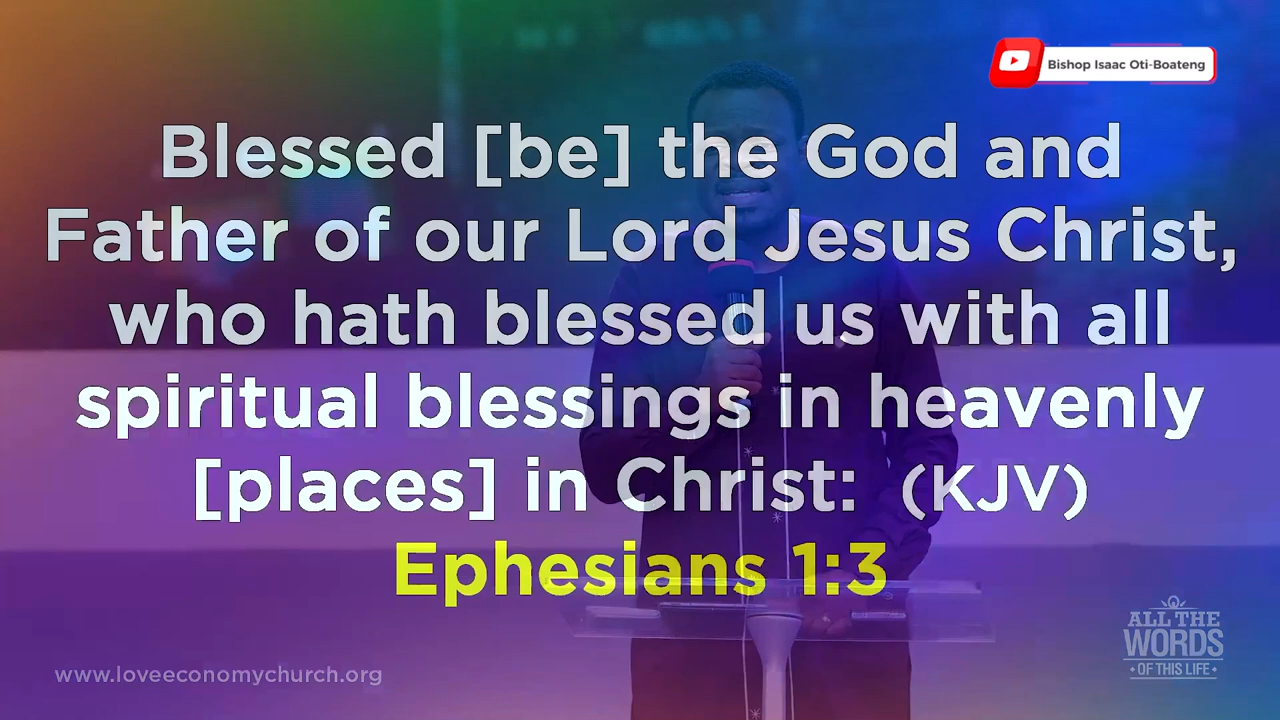 Bishop Isaac Oti-Boateng
Blessed [be] the God and
Father of our Lord Jesus Christ,
who hath blessed us with all
spiritual blessings in heavenly
[places] in Christ: (KJV)
Ephesians 1:3
ALL THE
WORDS
• OF THIS LIFE •
www.loveeconomychurch.org